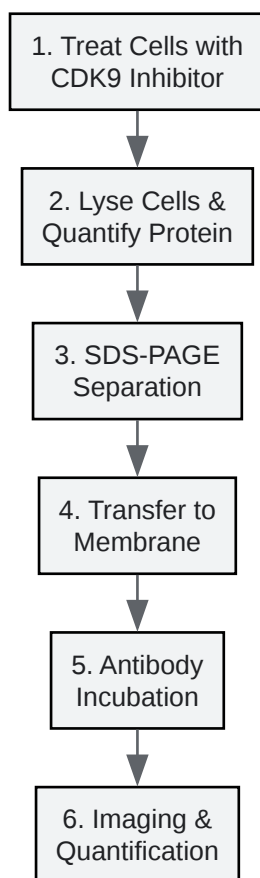 1. Treat Cells with
CDK9 Inhibitor
2. Lyse Cells &
Quantify Protein
3. SDS-PAGE
Separation
4. Transfer to
Membrane
5. Antibody
Incubation
6. Imaging &
Quantification